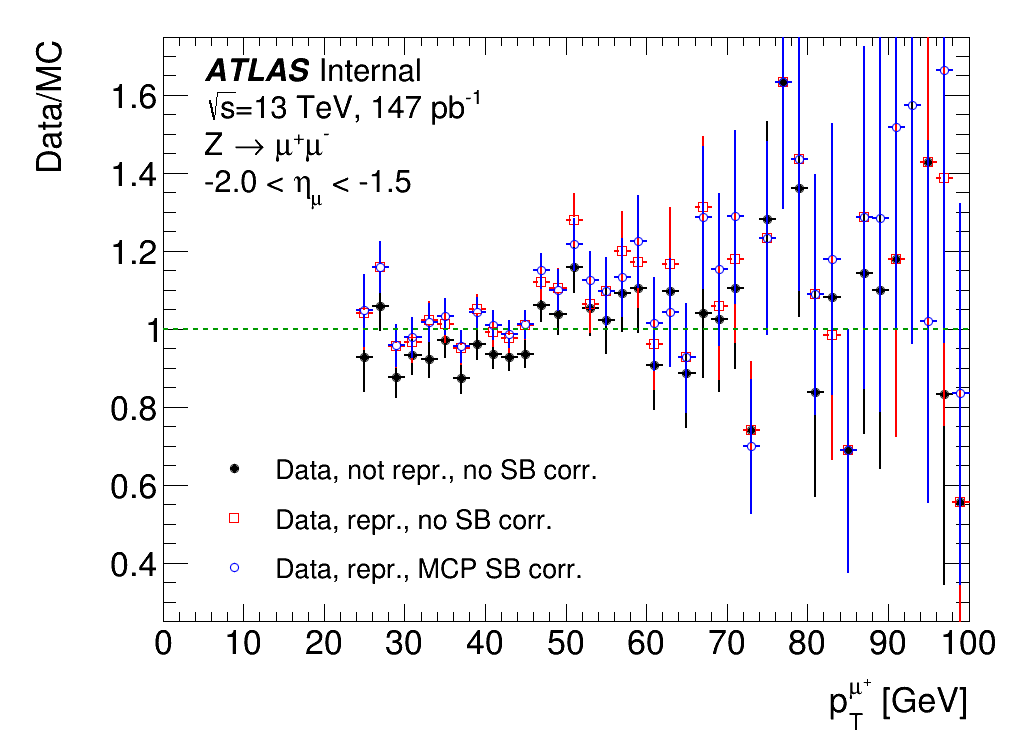 Data/MC
ATLAS Internal
√s=13 TeV, 147 pb⁻¹
Z → μ⁺μ⁻
-2.0 < η_μ < -1.5
1.6
1.4
1.2
1
0.8
0.6
0.4
Data, not repr., no SB corr.
Data, repr., no SB corr.
Data, repr., MCP SB corr.
0 10 20 30 40 50 60 70 80 90 100
p_T^μ⁺ [GeV]